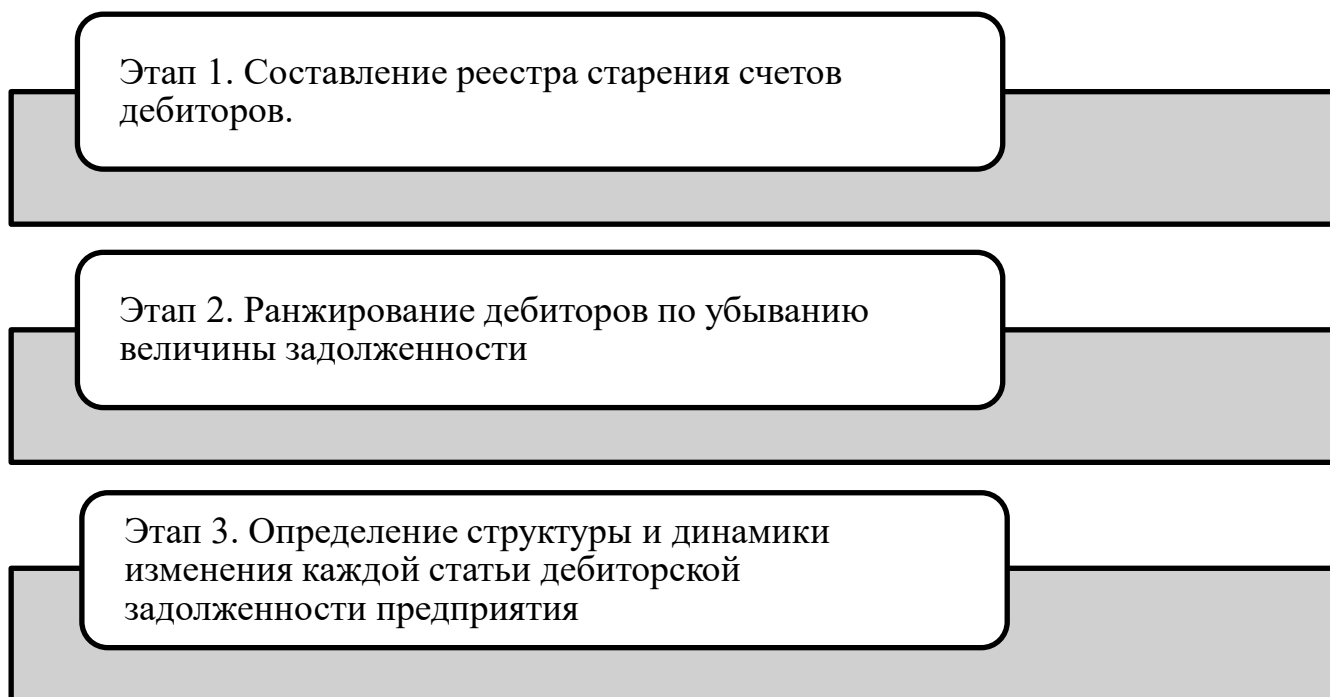 Этап 1. Составление реестра старения счетов
дебиторов.
Этап 2. Ранжирование дебиторов по убыванию
величины задолженности
Этап 3. Определение структуры и динамики
изменения каждой статьи дебиторской
задолженности предприятия